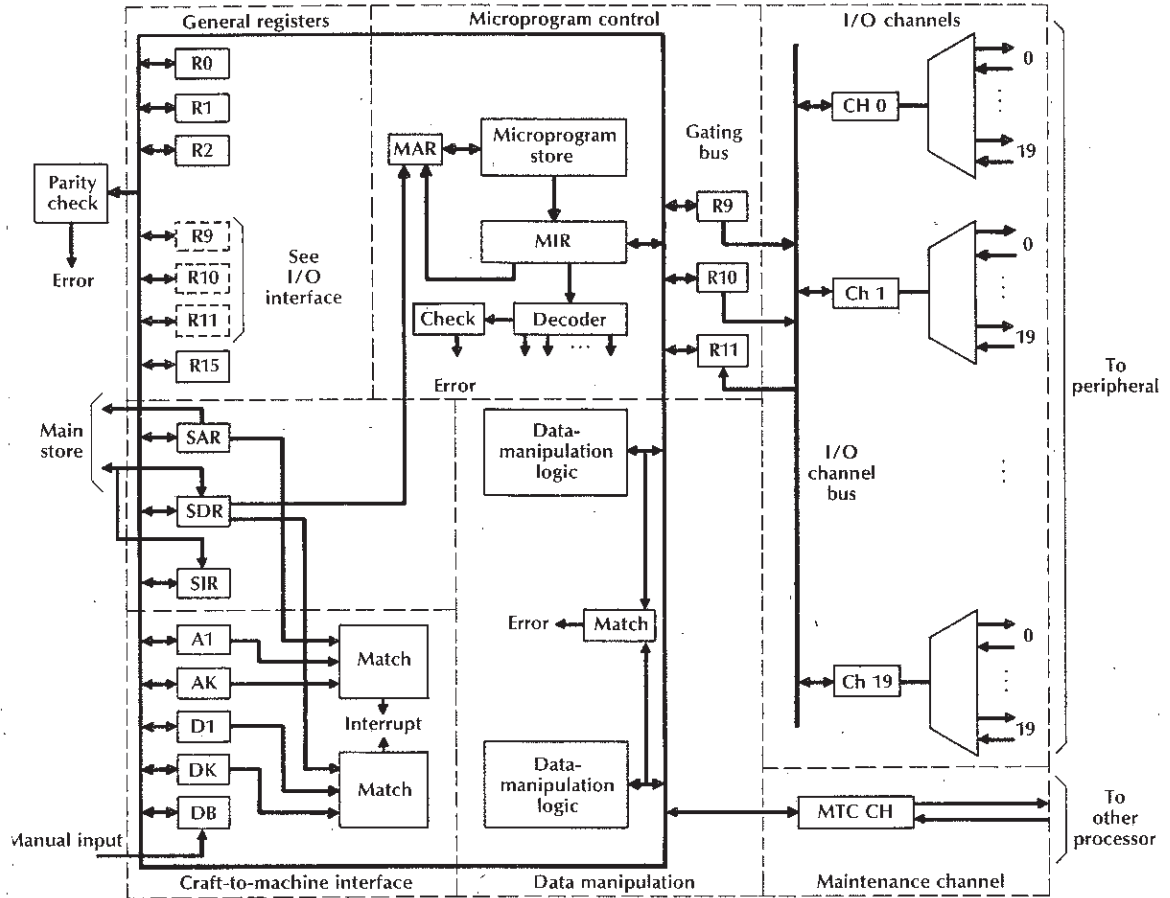 General registers
Microprogram control
I/O channels
R0
R1
R2
Parity
check
Error
R9
R10
R11
See
I/O
interface
R15
MAR
Microprogram
store
MIR
Check
Decoder
...
Error
Gating
bus
R9
R10
R11
CH 0
0
19
Ch 1
0
19
To
peripheral
I/O
channel
bus
Ch 19
0
19
Main
store
SAR
SDR
SIR
Data-
manipulation
logic
Error
Match
Data-
manipulation
logic
A1
AK
D1
DK
DB
Match
Interrupt
Match
Manual input
MTC CH
To
other
processor
Craft-to-machine interface
Data manipulation
Maintenance channel